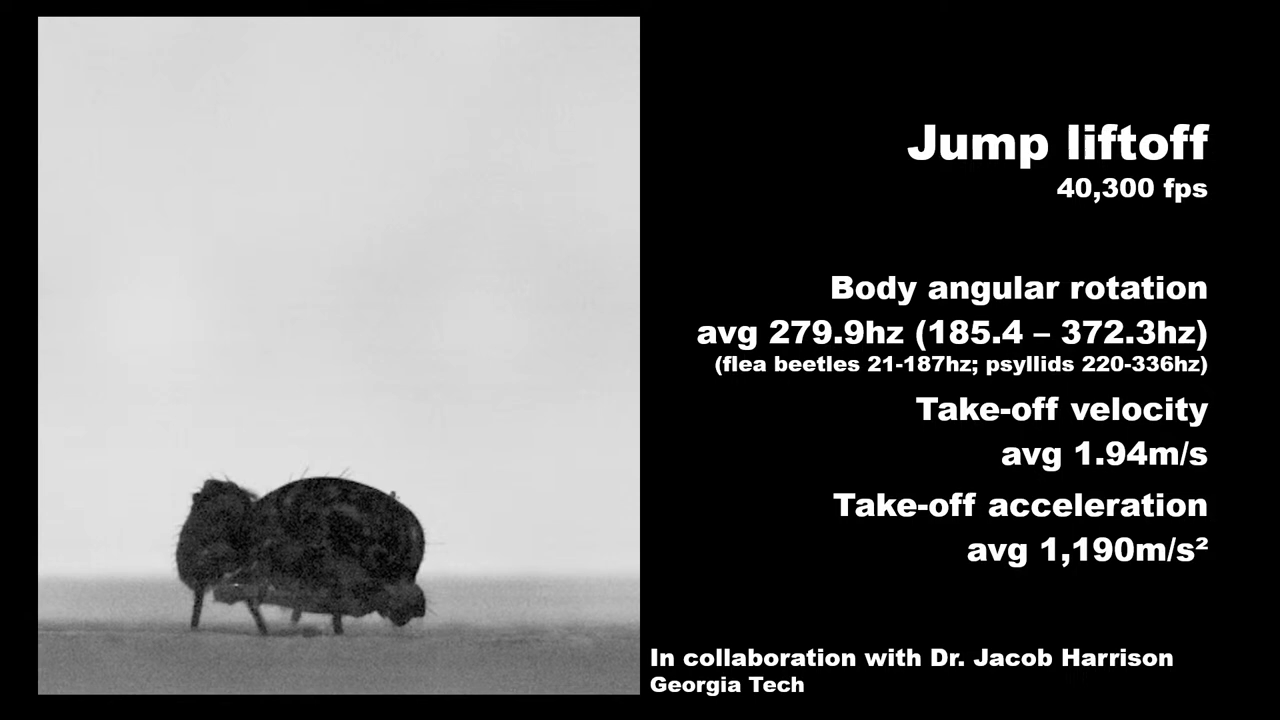 Jump liftoff
40,300 fps
Body angular rotation
avg 279.9hz (185.4 – 372.3hz)
(flea beetles 21-187hz; psyllids 220-336hz)
Take-off velocity
avg 1.94m/s
Take-off acceleration
avg 1,190m/s²
In collaboration with Dr. Jacob Harrison
Georgia Tech